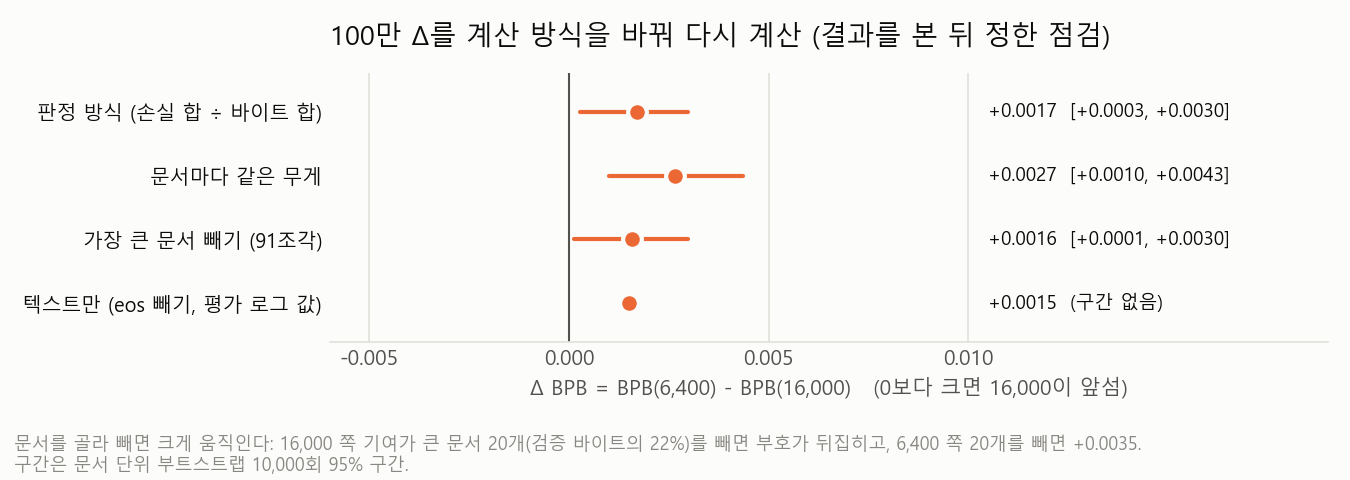 100만 Δ를 계산 방식을 바꿔 다시 계산 (결과를 본 뒤 정한 점검)
판정 방식 (손실 합 ÷ 바이트 합)
+0.0017 [+0.0003, +0.0030]
문서마다 같은 무게
+0.0027 [+0.0010, +0.0043]
가장 큰 문서 빼기 (91조각)
+0.0016 [+0.0001, +0.0030]
텍스트만 (eos 빼기, 평가 로그 값)
+0.0015 (구간 없음)
-0.005 0.000 0.005 0.010
Δ BPB = BPB(6,400) - BPB(16,000) (0보다 크면 16,000이 앞섬)
문서를 골라 빼면 크게 움직인다: 16,000 쪽 기여가 큰 문서 20개(검증 바이트의 22%)를 빼면 부호가 뒤집히고, 6,400 쪽 20개를 빼면 +0.0035.
구간은 문서 단위 부트스트랩 10,000회 95% 구간.